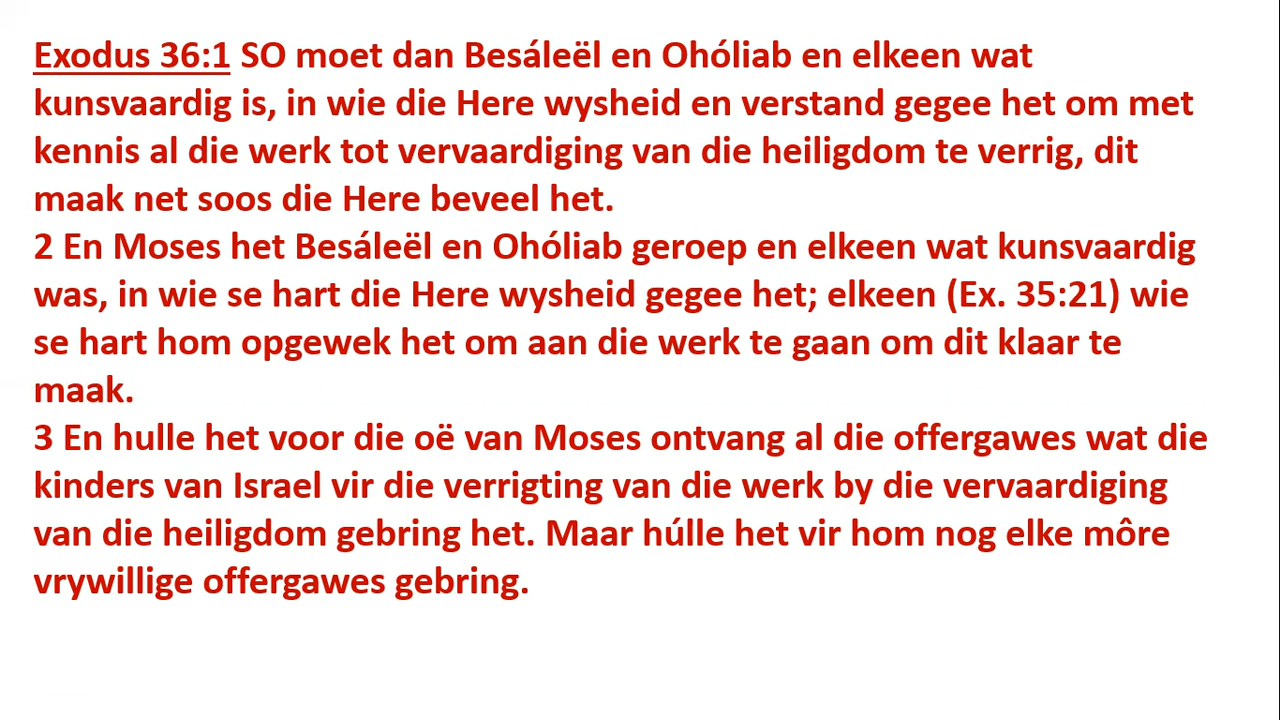 Exodus 36:1 SO moet dan Besáleël en Ohóliab en elkeen wat
kunsvaardig is, in wie die Here wysheid en verstand gegee het om met
kennis al die werk tot vervaardiging van die heiligdom te verrig, dit
maak net soos die Here beveel het.
2 En Moses het Besáleël en Ohóliab geroep en elkeen wat kunsvaardig
was, in wie se hart die Here wysheid gegee het; elkeen (Ex. 35:21) wie
se hart hom opgewek het om aan die werk te gaan om dit klaar te
maak.
3 En hulle het voor die oë van Moses ontvang al die offergawes wat die
kinders van Israel vir die verrigting van die werk by die vervaardiging
van die heiligdom gebring het. Maar húlle het vir hom nog elke môre
vrywillige offergawes gebring.